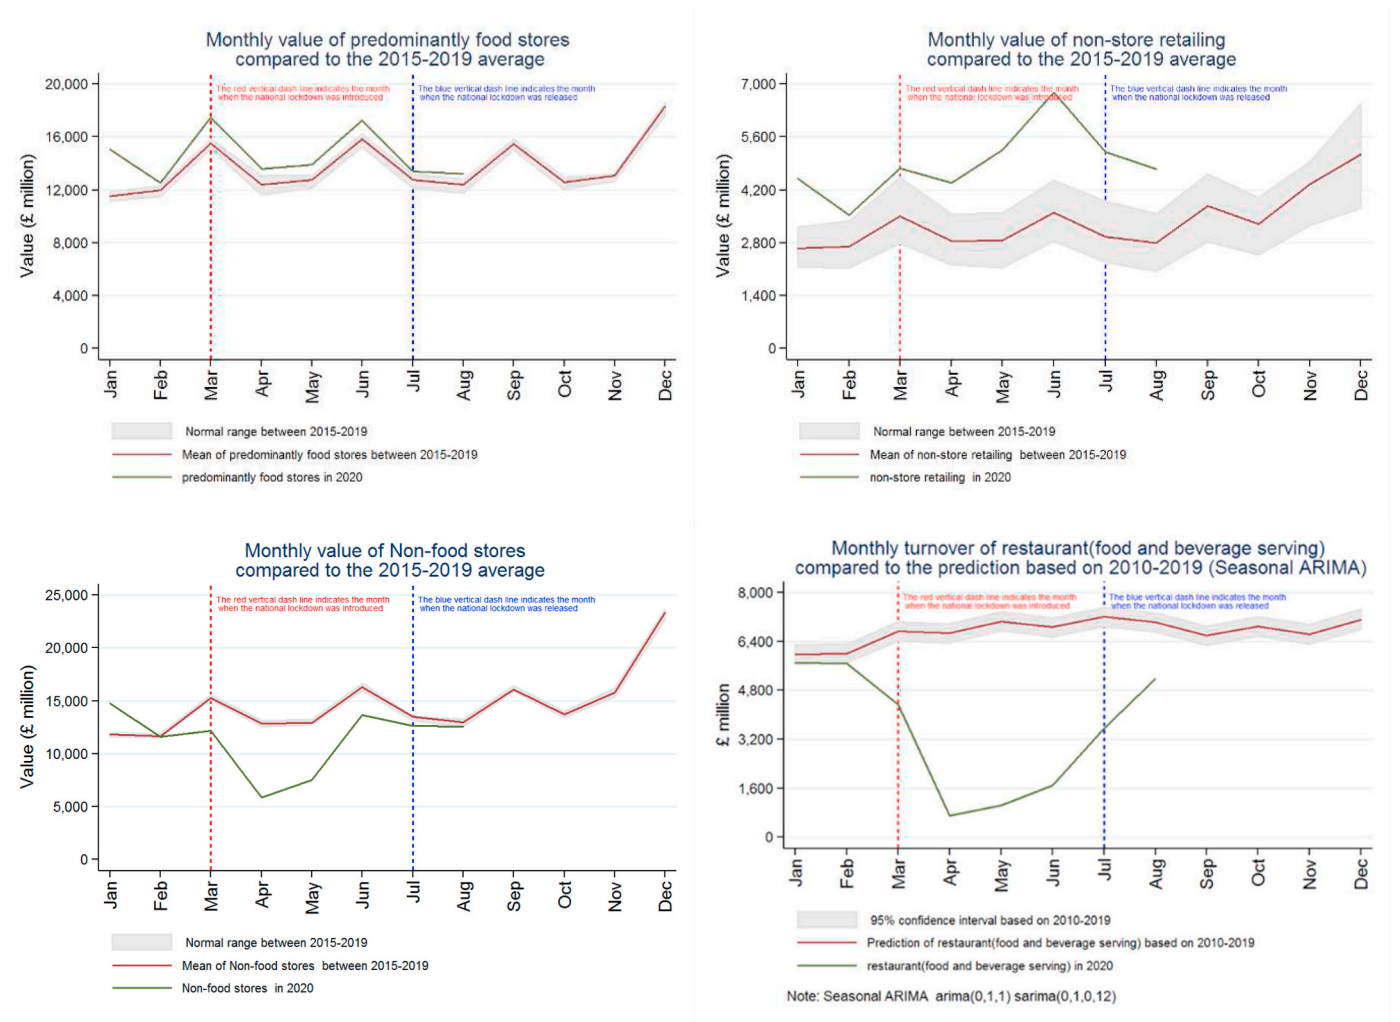 Monthly value of predominantly food stores
compared to the 2015-2019 average
The red vertical dash line indicates the month
when the national lockdown was introduced
The blue vertical dash line indicates the month
when the national lockdown was released
Value (£ million)
20,000
16,000
12,000
8,000
4,000
0
Jan
Feb
Mar
Apr
May
Jun
Jul
Aug
Sep
Oct
Nov
Dec
Normal range between 2015-2019
Mean of predominantly food stores between 2015-2019
predominantly food stores in 2020
Monthly value of non-store retailing
compared to the 2015-2019 average
The red vertical dash line indicates the month
when the national lockdown was introduced
The blue vertical dash line indicates the month
when the national lockdown was released
Value (£ million)
7,000
5,600
4,200
2,800
1,400
0
Jan
Feb
Mar
Apr
May
Jun
Jul
Aug
Sep
Oct
Nov
Dec
Normal range between 2015-2019
Mean of non-store retailing between 2015-2019
non-store retailing in 2020
Monthly value of Non-food stores
compared to the 2015-2019 average
The red vertical dash line indicates the month
when the national lockdown was introduced
The blue vertical dash line indicates the month
when the national lockdown was released
Value (£ million)
25,000
20,000
15,000
10,000
5,000
0
Jan
Feb
Mar
Apr
May
Jun
Jul
Aug
Sep
Oct
Nov
Dec
Normal range between 2015-2019
Mean of Non-food stores between 2015-2019
Non-food stores in 2020
Monthly turnover of restaurant(food and beverage serving)
compared to the prediction based on 2010-2019 (Seasonal ARIMA)
The red vertical dash line indicates the month
when the national lockdown was introduced
The blue vertical dash line indicates the month
when the national lockdown was released
£ million
8,000
6,400
4,800
3,200
1,600
0
Jan
Feb
Mar
Apr
May
Jun
Jul
Aug
Sep
Oct
Nov
Dec
95% confidence interval based on 2010-2019
Prediction of restaurant(food and beverage serving) based on 2010-2019
restaurant(food and beverage serving) in 2020
Note: Seasonal ARIMA arima(0,1,1) sarima(0,1,0,12)